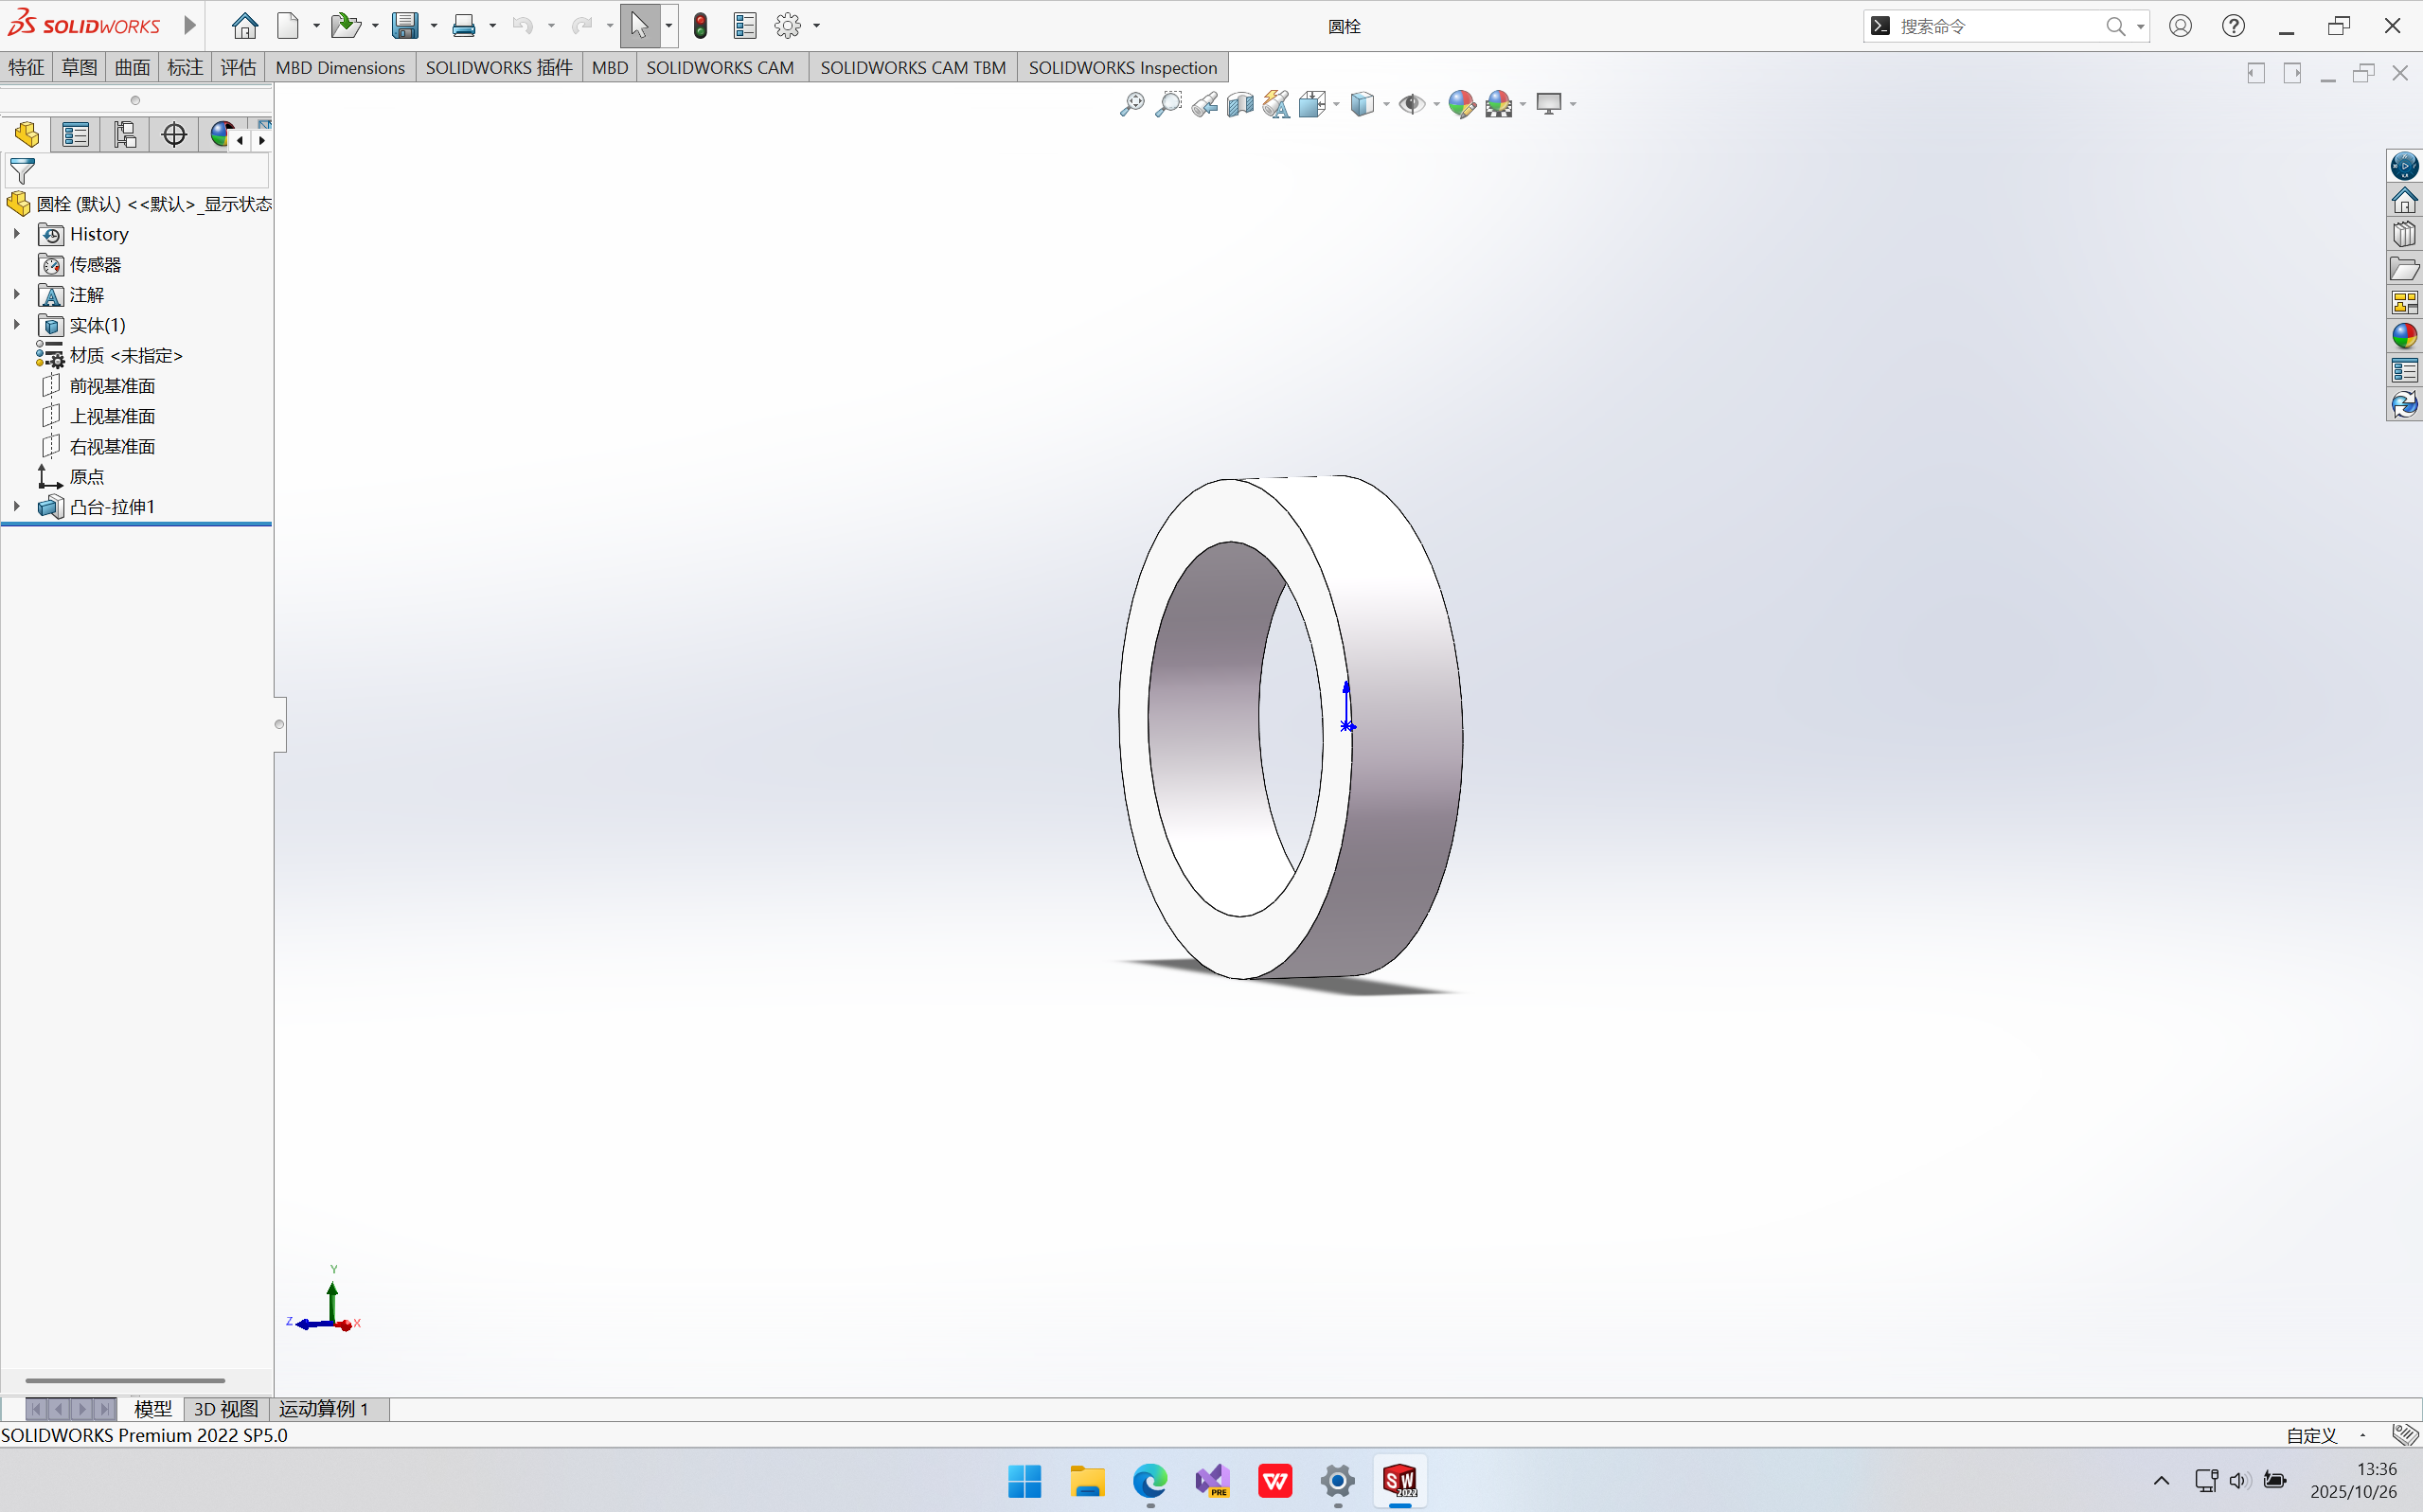 SOLIDWORKS
圆栓
搜索命令
特征 草图 曲面 标注 评估 MBD Dimensions SOLIDWORKS 插件 MBD SOLIDWORKS CAM SOLIDWORKS CAM TBM SOLIDWORKS Inspection
圆栓 (默认) <<默认>_显示状态
History
传感器
注解
实体(1)
材质 <未指定>
前视基准面
上视基准面
右视基准面
原点
凸台-拉伸1
Y
Z
X
模型 3D 视图 运动算例 1
SOLIDWORKS Premium 2022 SP5.0
自定义
PRE
SW
2022
13:36
2025/10/26